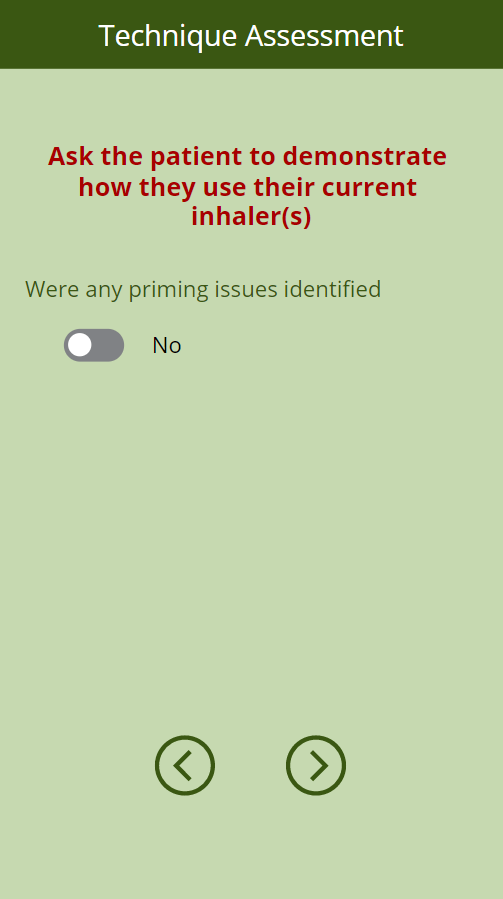 Technique Assessment
Ask the patient to demonstrate
how they use their current
inhaler(s)
Were any priming issues identified
No